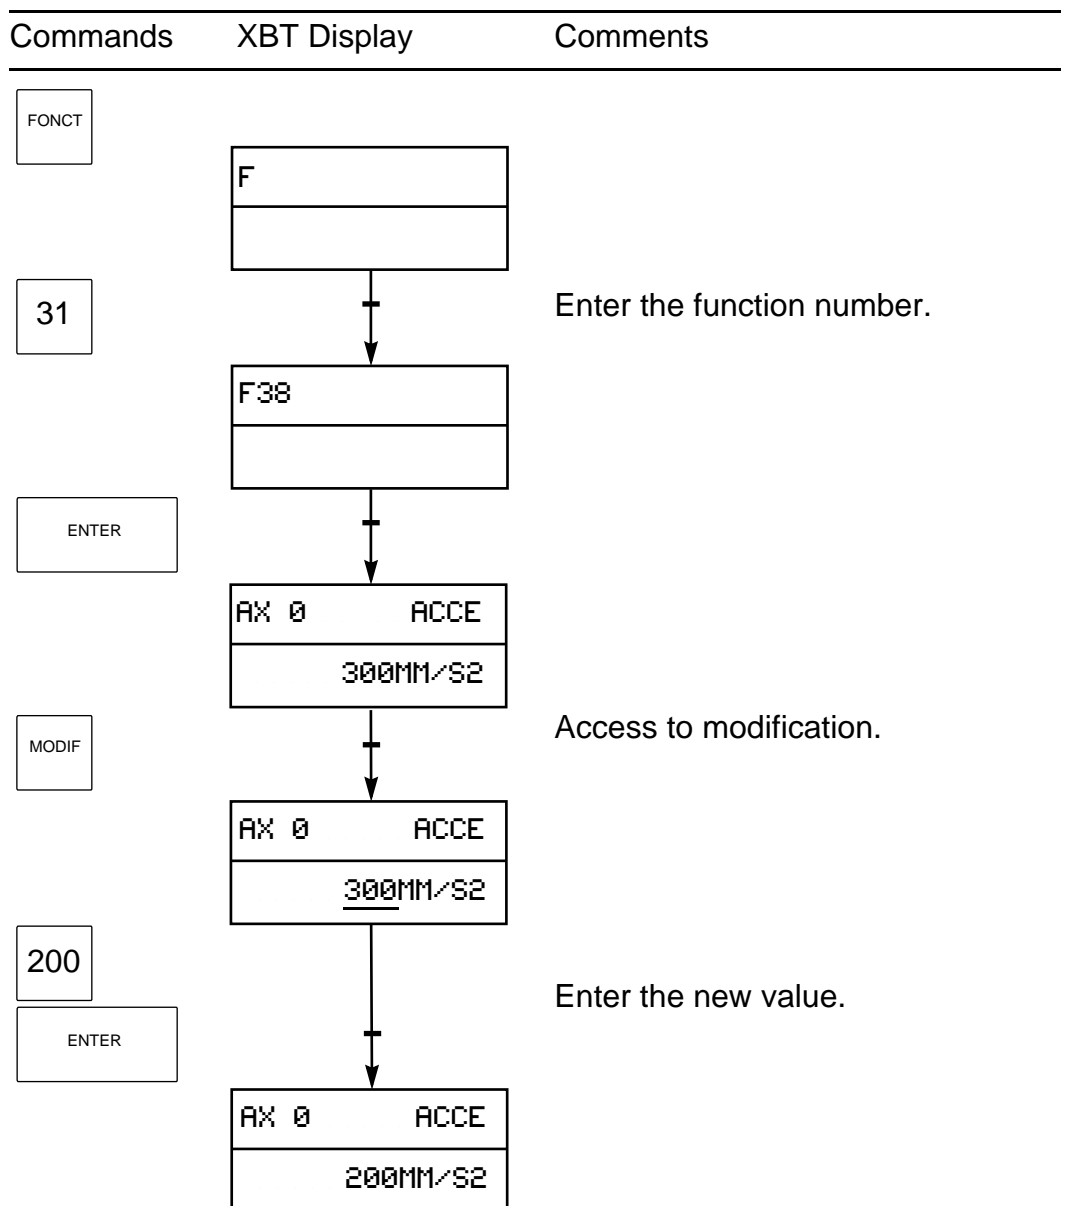 Commands XBT Display Comments
FONCT
F
31 Enter the function number.
F38
ENTER
AX 0 ACCE
300MM/S2
MODIF Access to modification.
AX 0 ACCE
300MM/S2
200
Enter the new value.
ENTER
AX 0 ACCE
200MM/S2